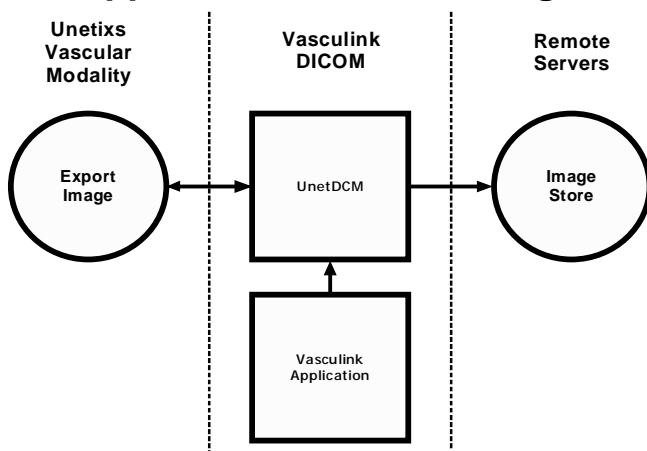 Unetixs
Vascular
Modality
Vasculink
DICOM
Remote
Servers
Export
Image
UnetDCM
Image
Store
Vasculink
Application